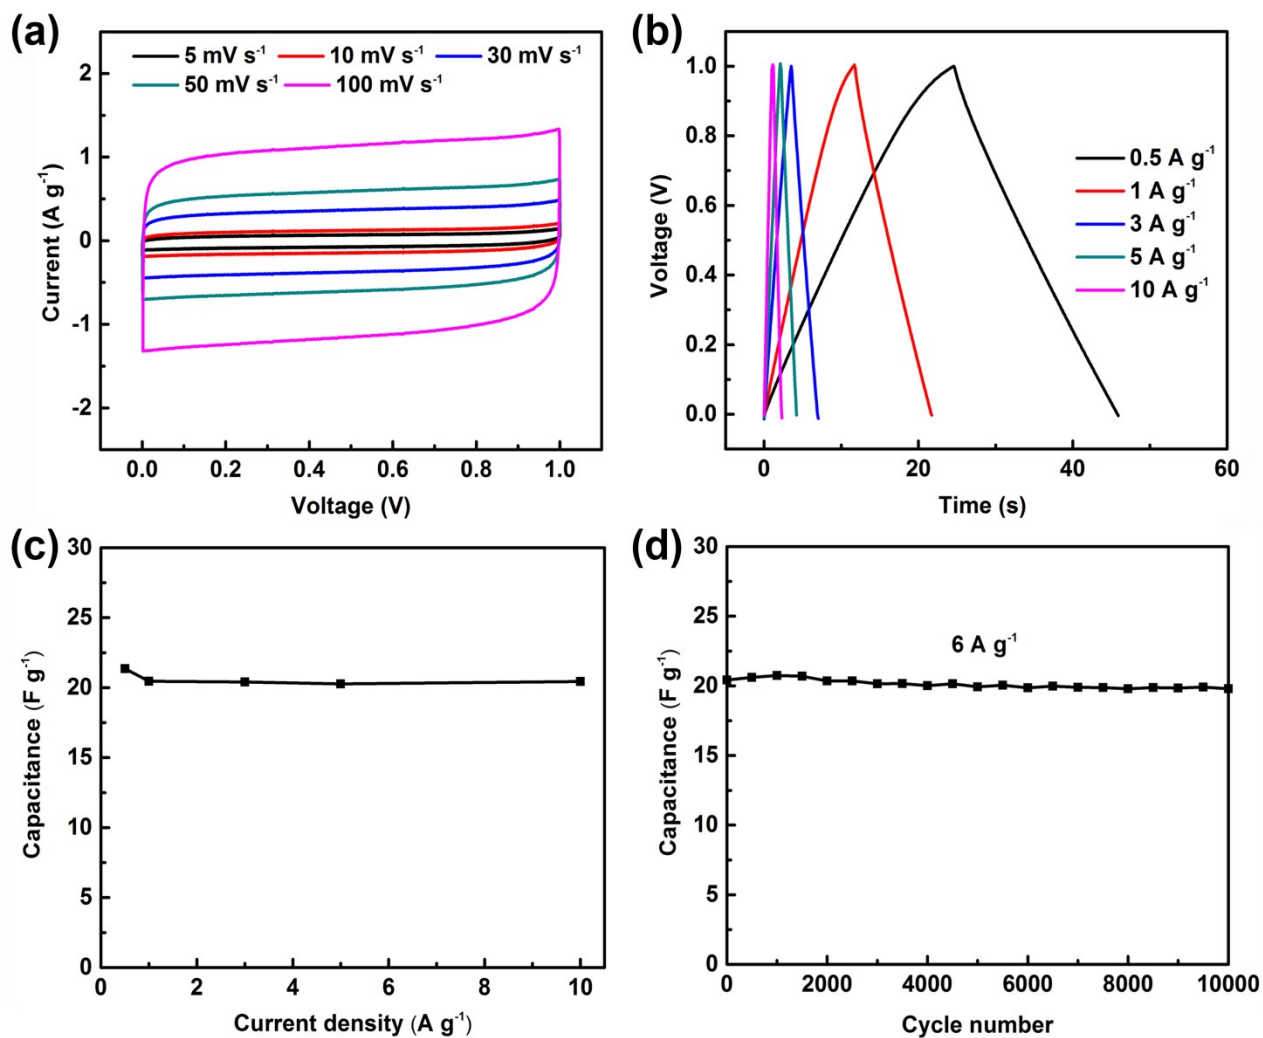 (a)
5 mV s⁻¹ 10 mV s⁻¹ 30 mV s⁻¹
50 mV s⁻¹ 100 mV s⁻¹
Current (A g⁻¹)
2
1
0
-1
-2
0.0 0.2 0.4 0.6 0.8 1.0
Voltage (V)
(b)
Voltage (V)
1.0
0.8
0.6
0.4
0.2
0.0
0.5 A g⁻¹
1 A g⁻¹
3 A g⁻¹
5 A g⁻¹
10 A g⁻¹
0 20 40 60
Time (s)
(c)
Capacitance (F g⁻¹)
30
25
20
15
10
5
0
0 2 4 6 8 10
Current density (A g⁻¹)
(d)
Capacitance (F g⁻¹)
30
25
20
15
10
5
0
6 A g⁻¹
0 2000 4000 6000 8000 10000
Cycle number